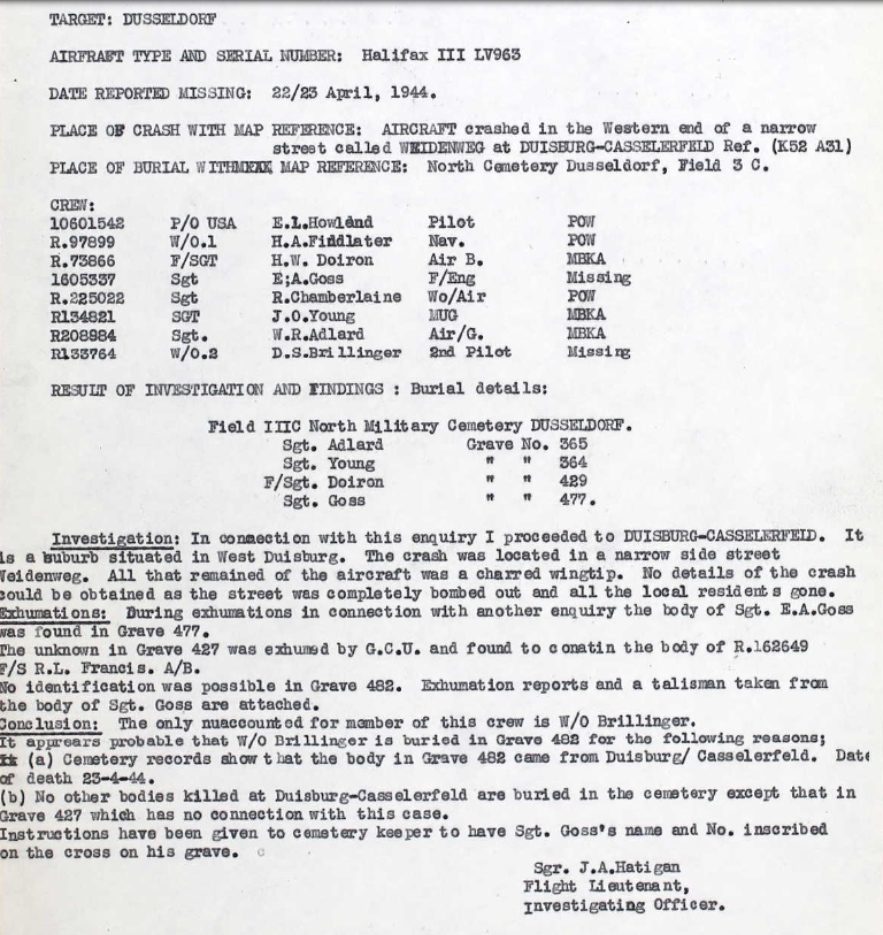 TARGET: DUSSELDORF
AIRFRAFT TYPE AND SERIAL NUMBER: Halifax III LV963
DATE REPORTED MISSING: 22/23 April, 1944.
PLACE OF CRASH WITH MAP REFERENCE: AIRCRAFT crashed in the Western end of a narrow
street called WEIDENWEG at DUISBURG-CASSELERFELD Ref. (K52 A31)
PLACE OF BURIAL WITH MAP REFERENCE: North Cemetery Dusseldorf, Field 3 C.
CREW:
10601542 P/O USA E.L.Howland Pilot POW
R.97899 W/O.1 H.A.Findlater Nav. POW
R.73866 F/SGT H.W. Doiron Air B. MBKA
1605337 Sgt E;A.Goss F/Eng Missing
R.225022 Sgt R.Chamberlaine Wo/Air POW
R134821 SGT J.O.Young MUG MBKA
R208984 Sgt. W.R.Adlard Air/G. MBKA
R133764 W/O.2 D.S.Brillinger 2nd Pilot Missing
RESULT OF INVESTIGATION AND FINDINGS : Burial details:
Field IIIC North Military Cemetery DUSSELDORF.
Sgt. Adlard Grave No. 365
Sgt. Young " " 364
F/Sgt. Doiron " " 429
Sgt. Goss " " 477.
Investigation: In connection with this enquiry I proceeded to DUISBURG-CASSELERFEID. It
is a suburb situated in West Duisburg. The crash was located in a narrow side street
Weidenweg. All that remained of the aircraft was a charred wingtip. No details of the crash
could be obtained as the street was completely bombed out and all the local residents gone.
Exhumations: During exhumations in connection with another enquiry the body of Sgt. E.A.Goss
was found in Grave 477.
The unknown in Grave 427 was exhumed by G.C.U. and found to conatin the body of R.162649
F/S R.L. Francis. A/B.
No identification was possible in Grave 482. Exhumation reports and a talisman taken from
the body of Sgt. Goss are attached.
Conclusion: The only nuaccounted for member of this crew is W/O Brillinger.
It apprears probable that W/O Brillinger is buried in Grave 482 for the following reasons;
(a) Cemetery records show that the body in Grave 482 came from Duisburg/ Casselerfeld. Date
of death 23-4-44.
(b) No other bodies killed at Duisburg-Casselerfeld are buried in the cemetery except that in
Grave 427 which has no connection with this case.
Instructions have been given to cemetery keeper to have Sgt. Goss's name and No. inscribed
on the cross on his grave.
Sgr. J.A.Hatigan
Flight Lieutenant,
Investigating Officer.